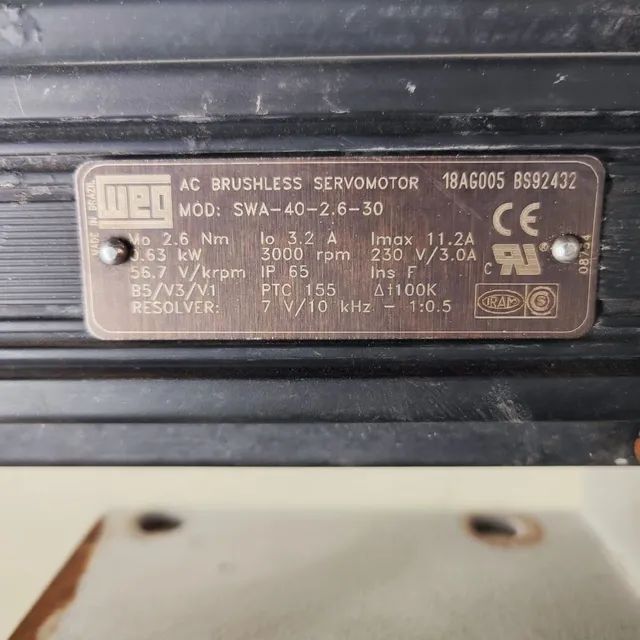 weg
AC BRUSHLESS SERVOMOTOR 18AG005 BS92432
MADE IN BRAZIL
MOD: SWA-40-2.6-30
Mo 2.6 Nm Io 3.2 A Imax 11.2A
0.63 kW 3000 rpm 230 V/3.0A
56.7 V/krpm IP 65 Ins F
B5/V3/V1 PTC 155 Δt100K
RESOLVER: 7 V/10 kHz - 1:0.5
CE
C UR US
IRAM S